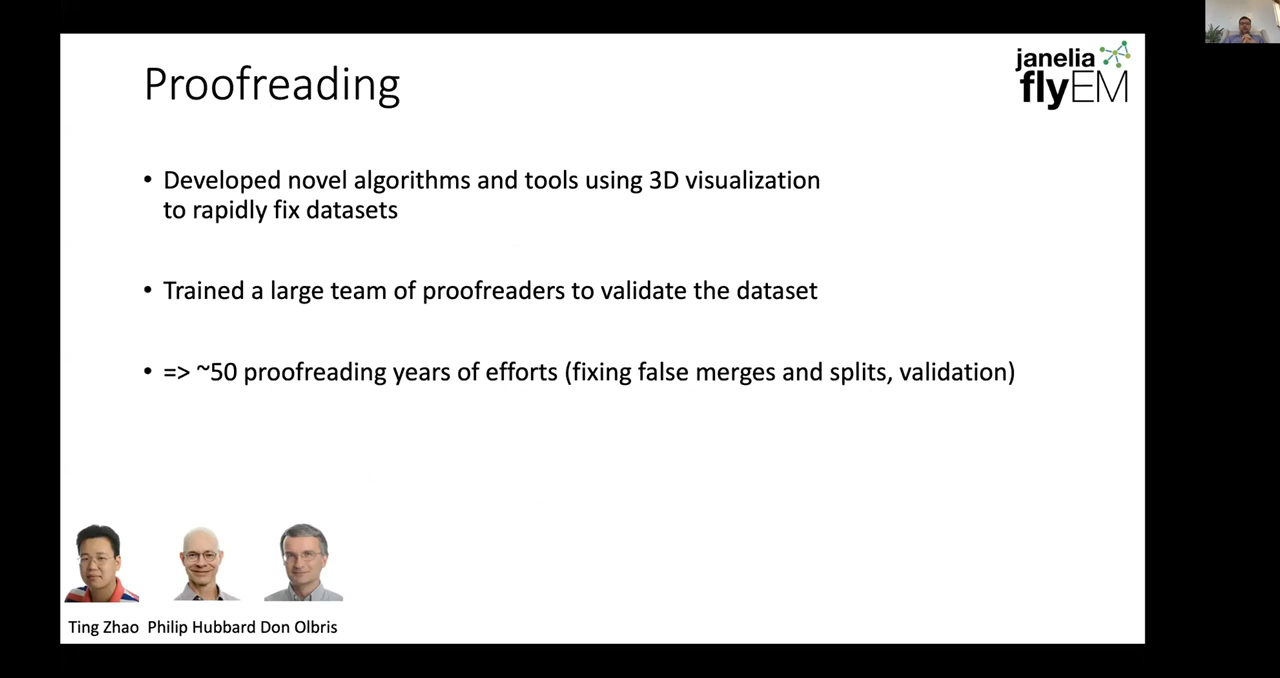 Proofreading
janelia
flyEM
• Developed novel algorithms and tools using 3D visualization
to rapidly fix datasets
• Trained a large team of proofreaders to validate the dataset
• => ~50 proofreading years of efforts (fixing false merges and splits, validation)
Ting Zhao Philip Hubbard Don Olbris